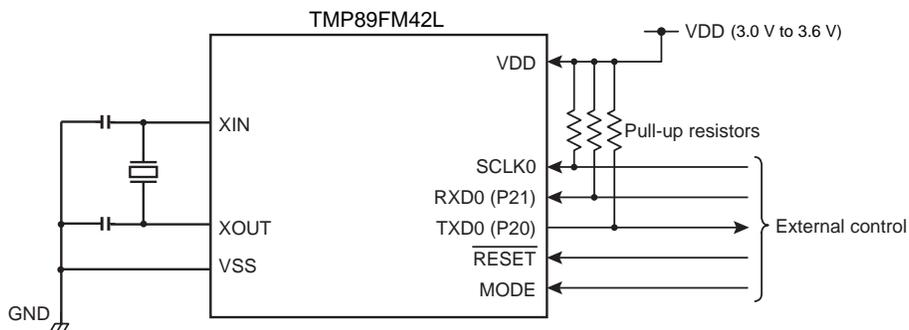 TMP89FM42L
VDD (3.0 V to 3.6 V)
VDD
XIN
Pull-up resistors
SCLK0
RXD0 (P21)
XOUT
TXD0 (P20)
External control
VSS
RESET
MODE
GND